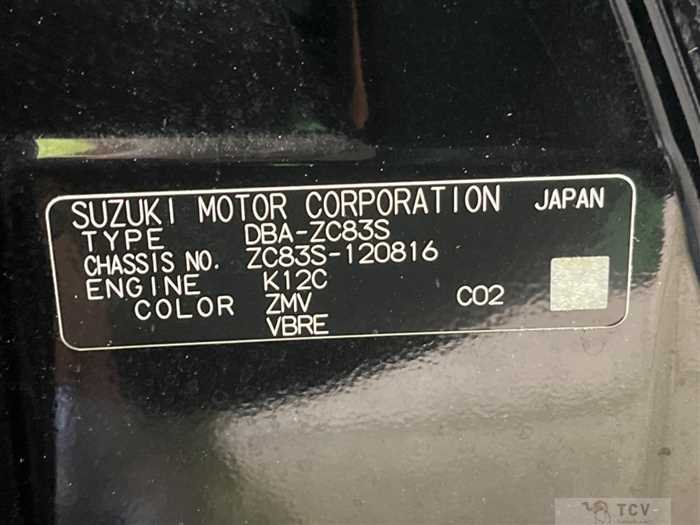 SUZUKI MOTOR CORPORATION JAPAN
TYPE DBA-ZC83S
CHASSIS NO. ZC83S-120816
ENGINE K12C
COLOR ZMV C02
VBRE
TCV